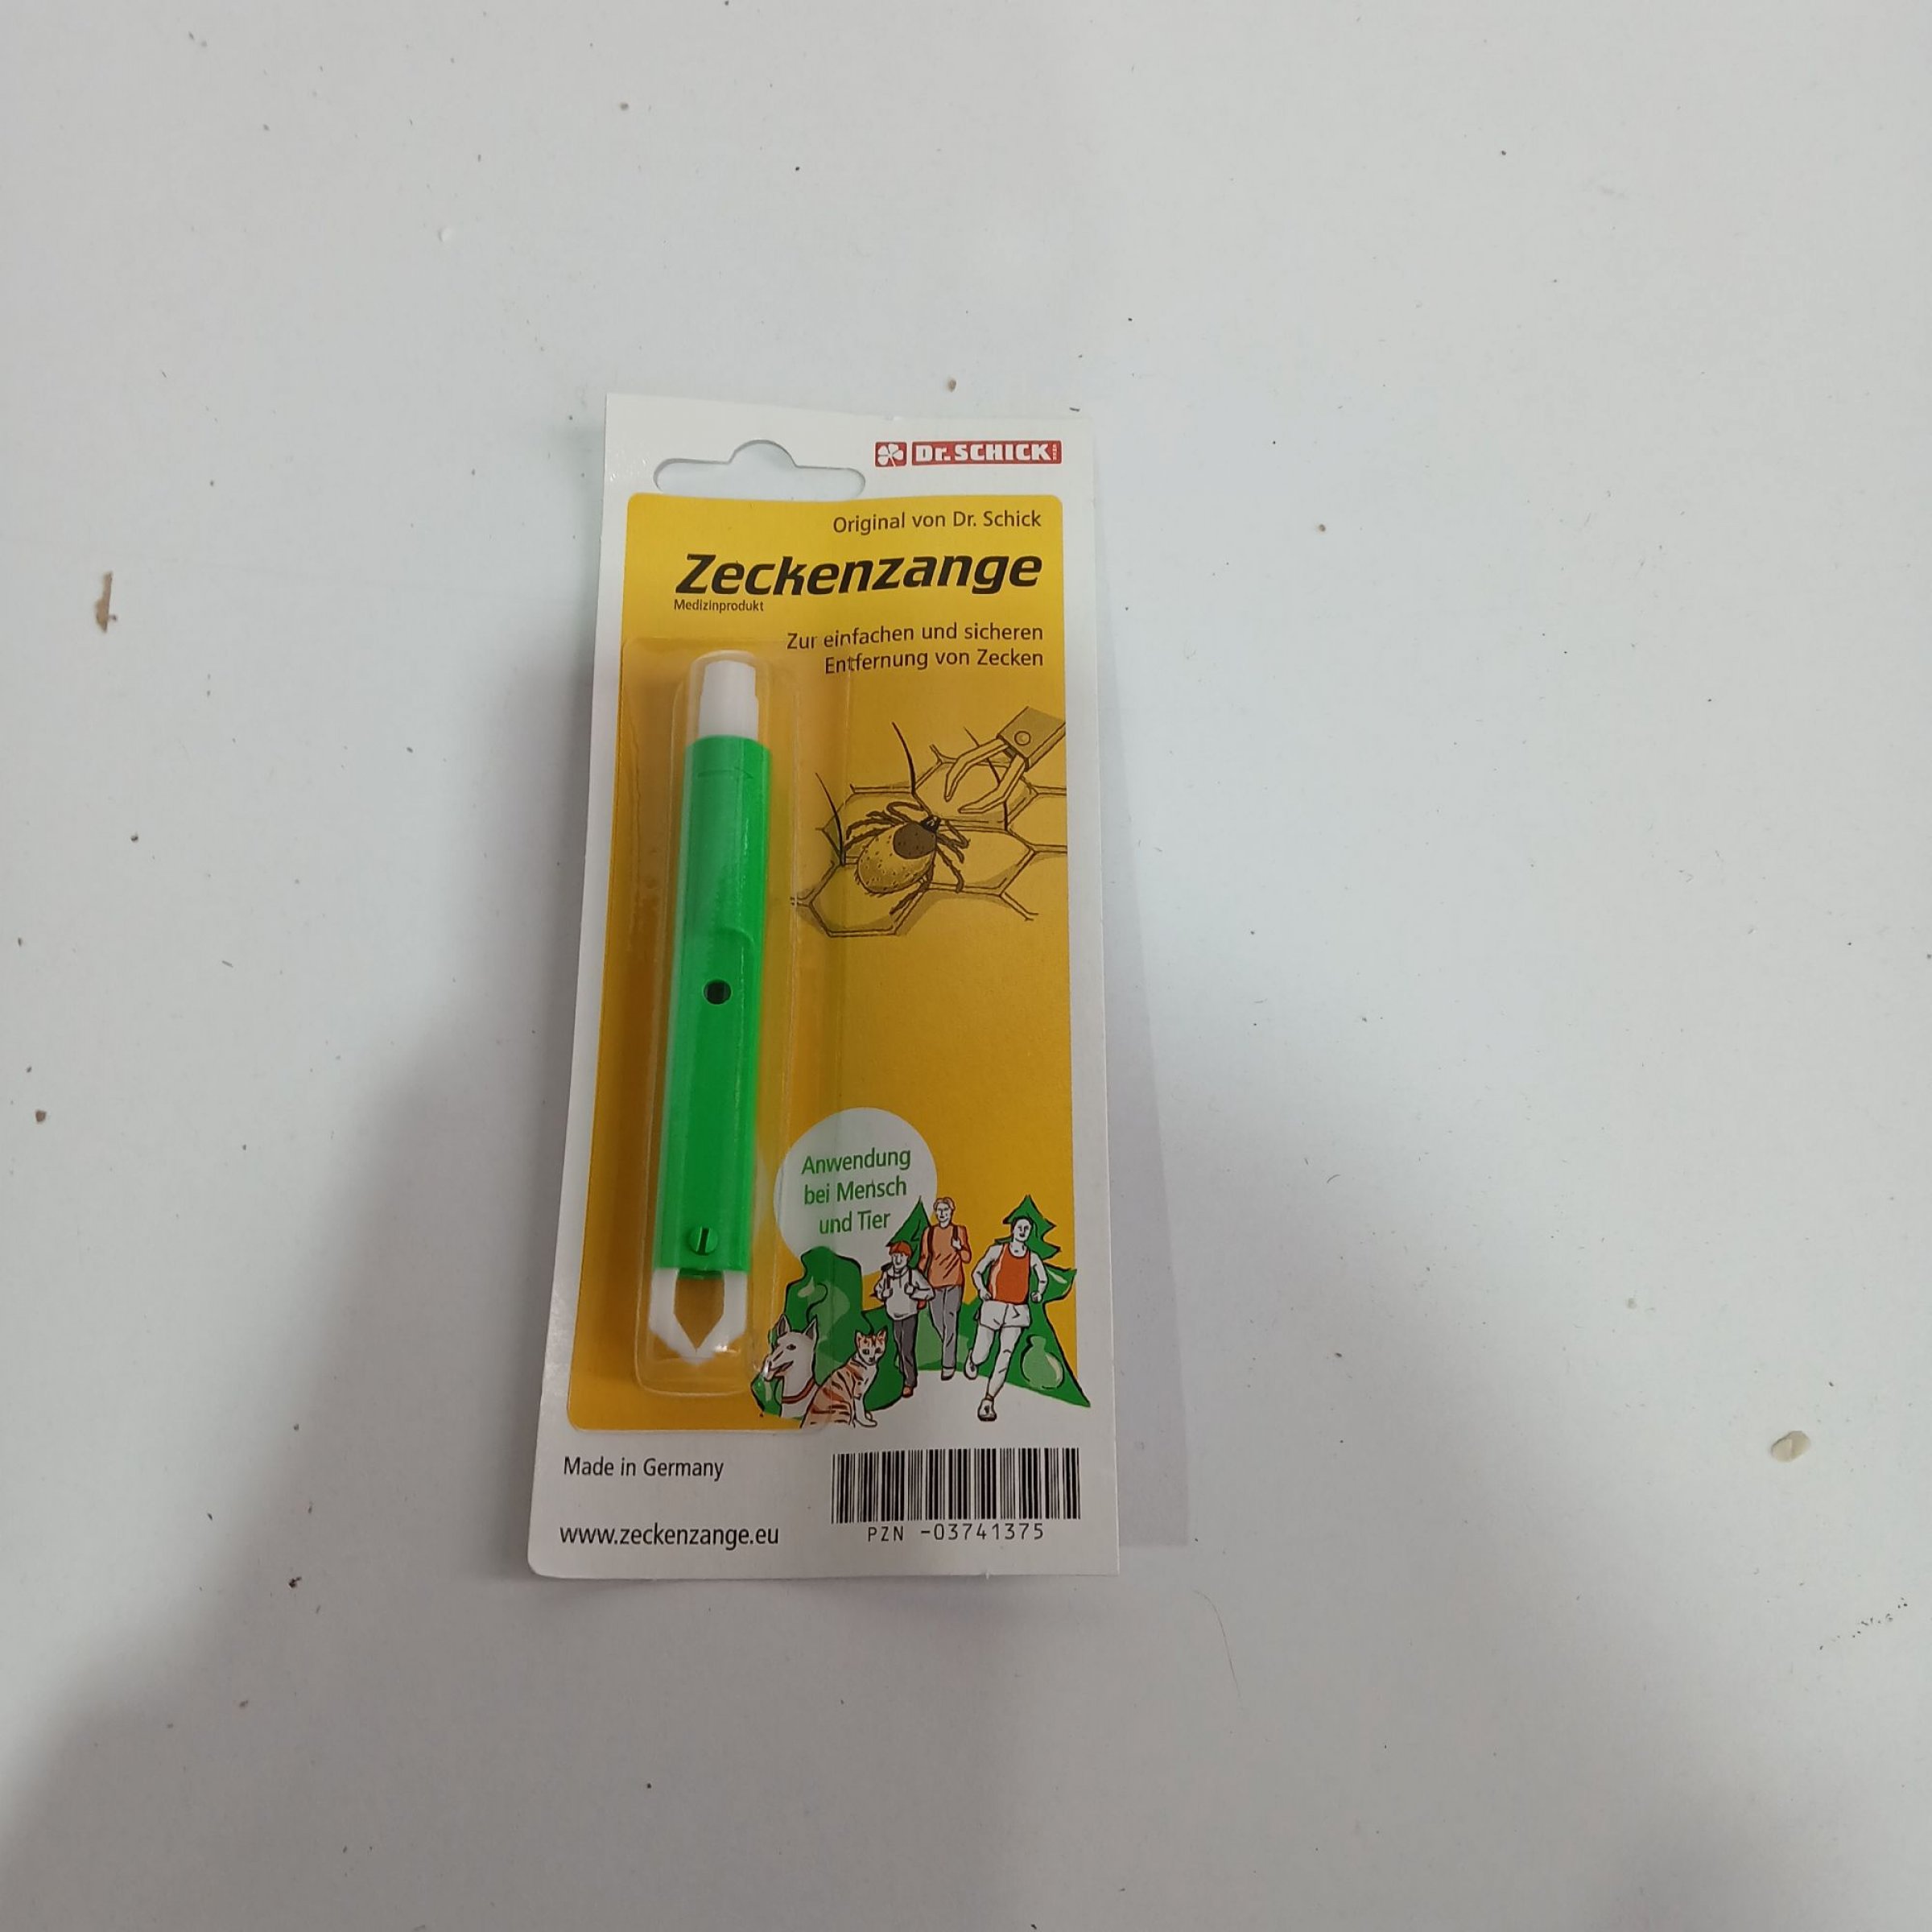 Dr. SCHICK
Original von Dr. Schick
Zeckenzange
Medizinprodukt
Zur einfachen und sicheren
Entfernung von Zecken
Anwendung
bei Mensch
und Tier
Made in Germany
www.zeckenzange.eu
PZN -03741375